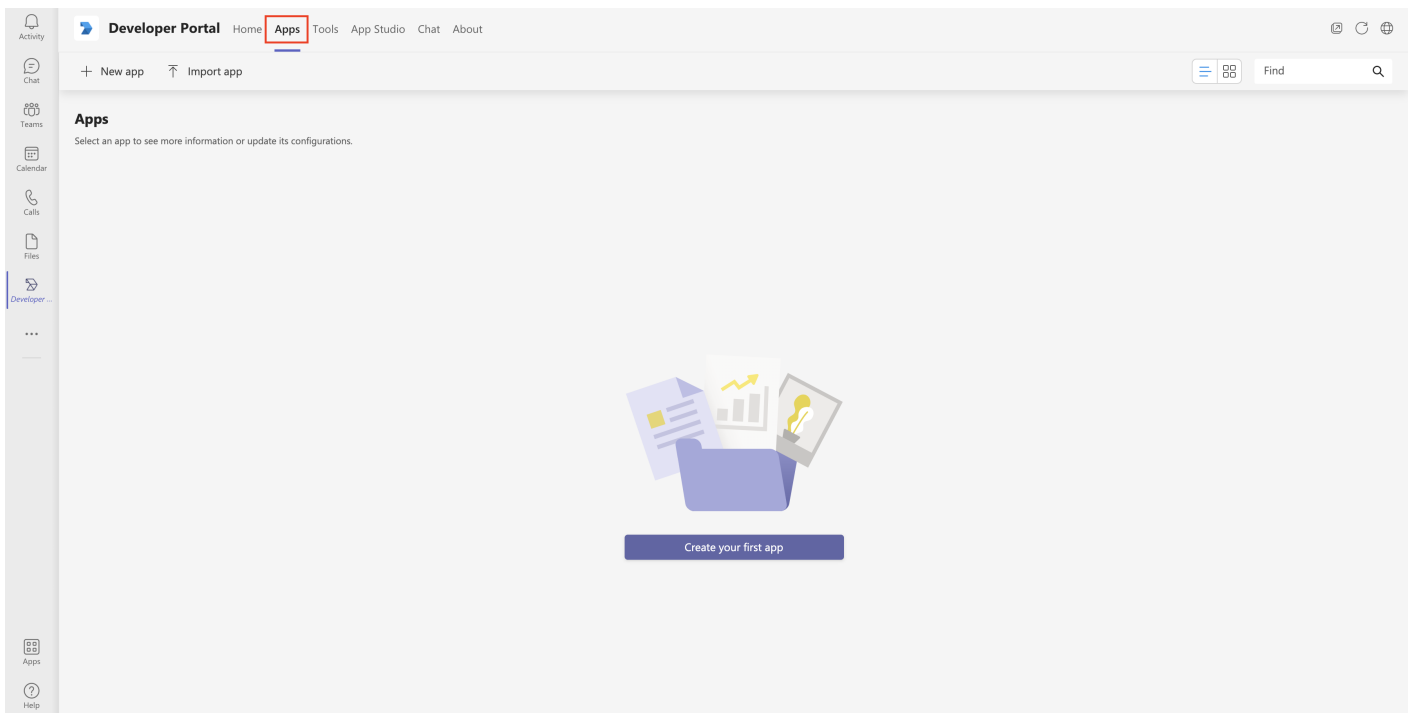 Activity
Chat
Teams
Calendar
Calls
Files
Developer ...
Apps
Help
Developer Portal Home Apps Tools App Studio Chat About
New app Import app Find
Apps
Select an app to see more information or update its configurations.
Create your first app